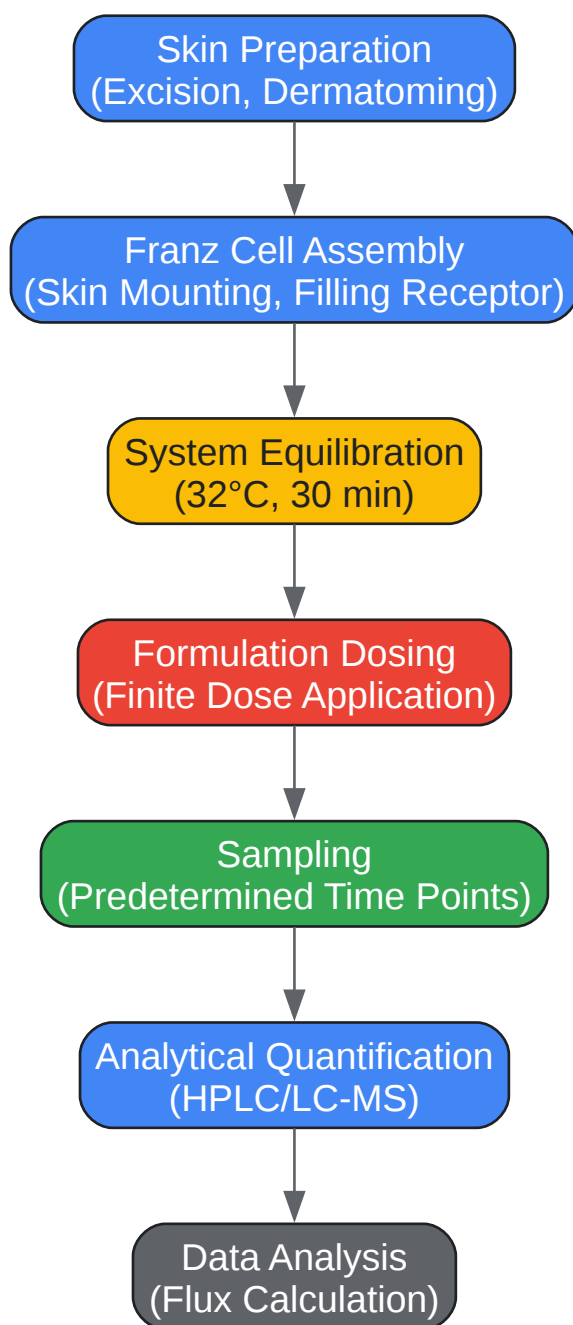 Skin Preparation
(Excision, Dermatoming)
Franz Cell Assembly
(Skin Mounting, Filling Receptor)
System Equilibration
(32°C, 30 min)
Formulation Dosing
(Finite Dose Application)
Sampling
(Predetermined Time Points)
Analytical Quantification
(HPLC/LC-MS)
Data Analysis
(Flux Calculation)